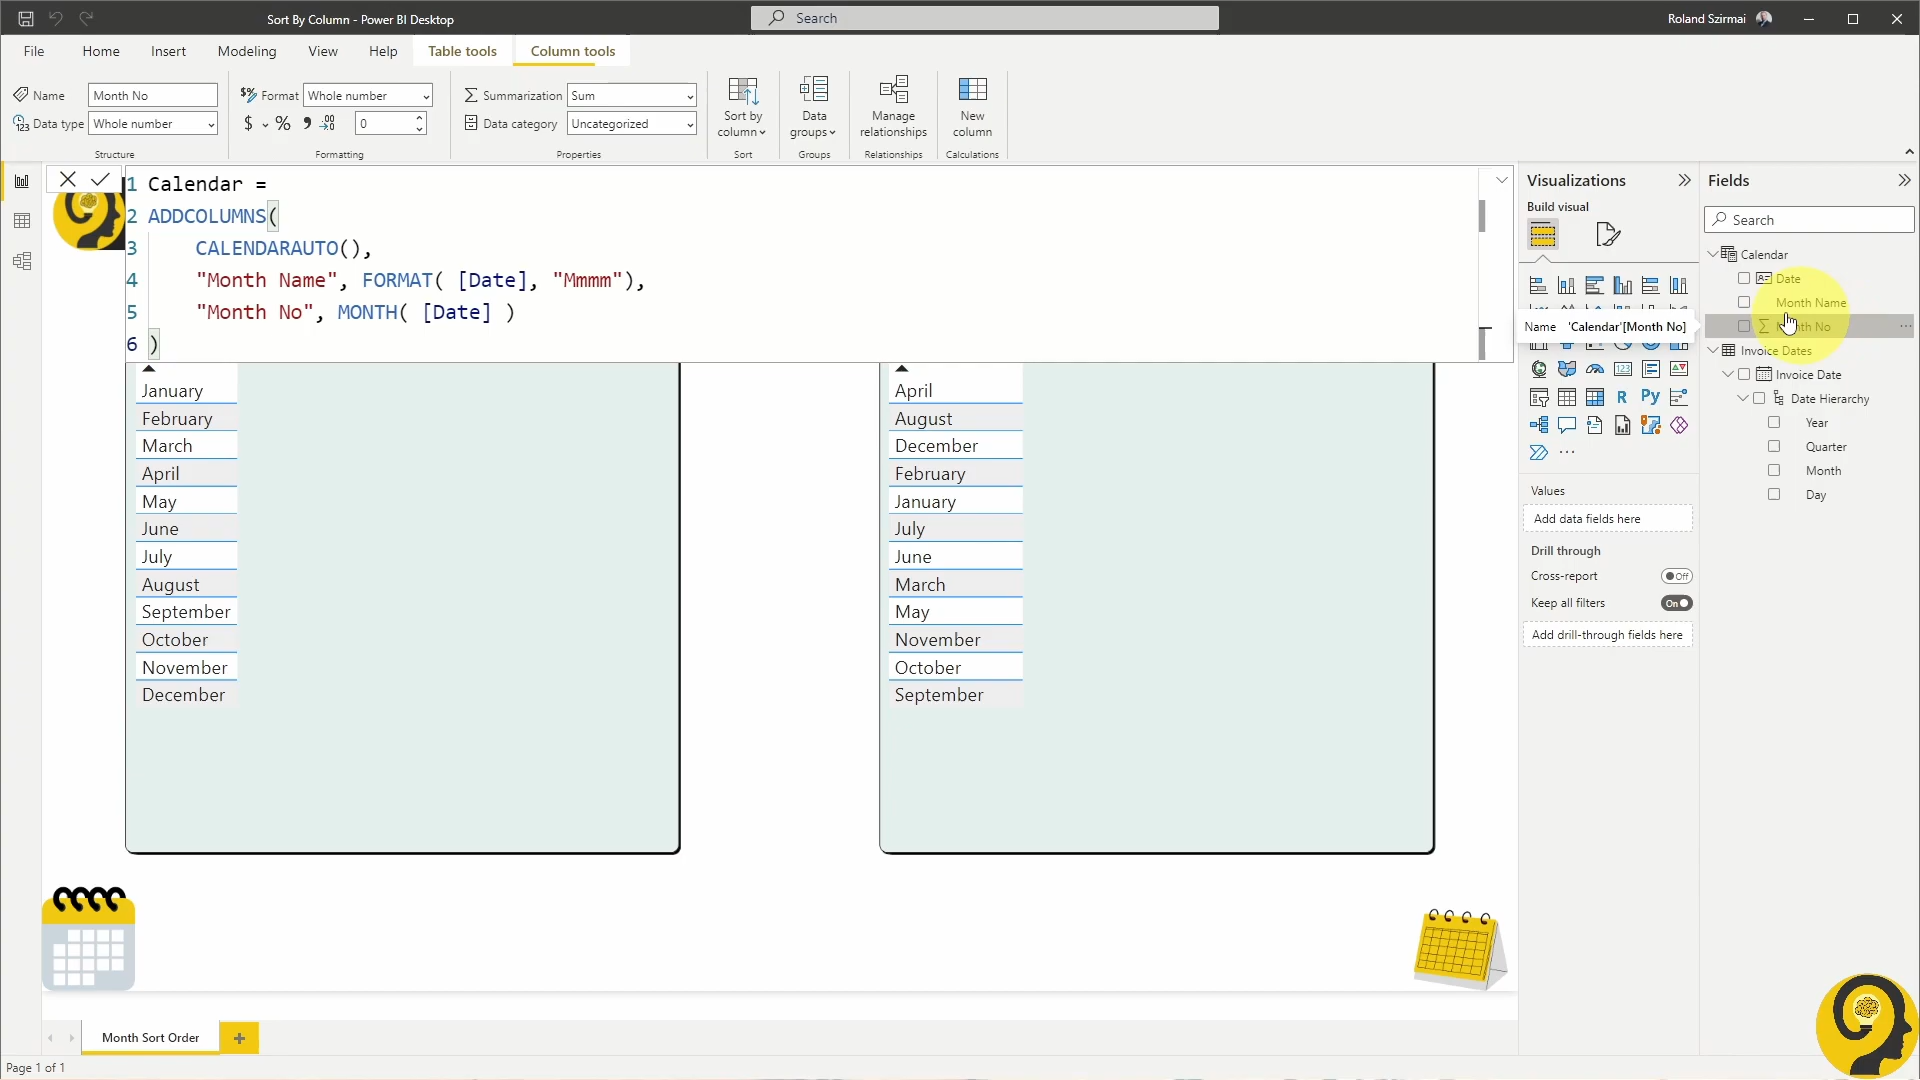 Sort By Column - Power BI Desktop
Search
Roland Szirmai
File
Home
Insert
Modeling
View
Help
Table tools
Column tools
Name
Month No
Format
Whole number
Summarization
Sum
Data type
Whole number
$ % 0
Data category
Uncategorized
Sort by column
Data groups
Manage relationships
New column
Structure
Formatting
Properties
Sort
Groups
Relationships
Calculations
1 Calendar =
2 ADDCOLUMNS(
3 CALENDARAUTO(),
4 "Month Name", FORMAT( [Date], "Mmmm"),
5 "Month No", MONTH( [Date] )
6 )
January
February
March
April
May
June
July
August
September
October
November
December
April
August
December
February
January
July
June
March
May
November
October
September
Visualizations
Build visual
Name 'Calendar'[Month No]
R
Py
123
Values
Add data fields here
Drill through
Cross-report
Off
Keep all filters
On
Add drill-through fields here
Fields
Search
Calendar
Date
Month Name
Month No
Invoice Dates
Invoice Date
Date Hierarchy
Year
Quarter
Month
Day
Month Sort Order
Page 1 of 1